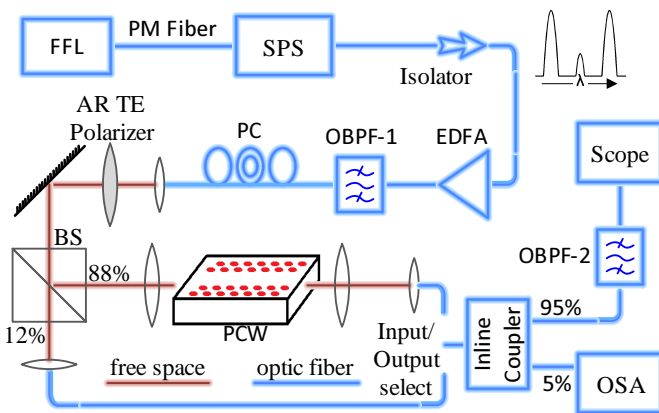 FFL
PM Fiber
SPS
Isolator
λ
AR TE
Polarizer
PC
OBPF-1
EDFA
Scope
BS
88%
12%
PCW
OBPF-2
95%
Input/
Output
select
Inline
Coupler
5%
OSA
free space
optic fiber